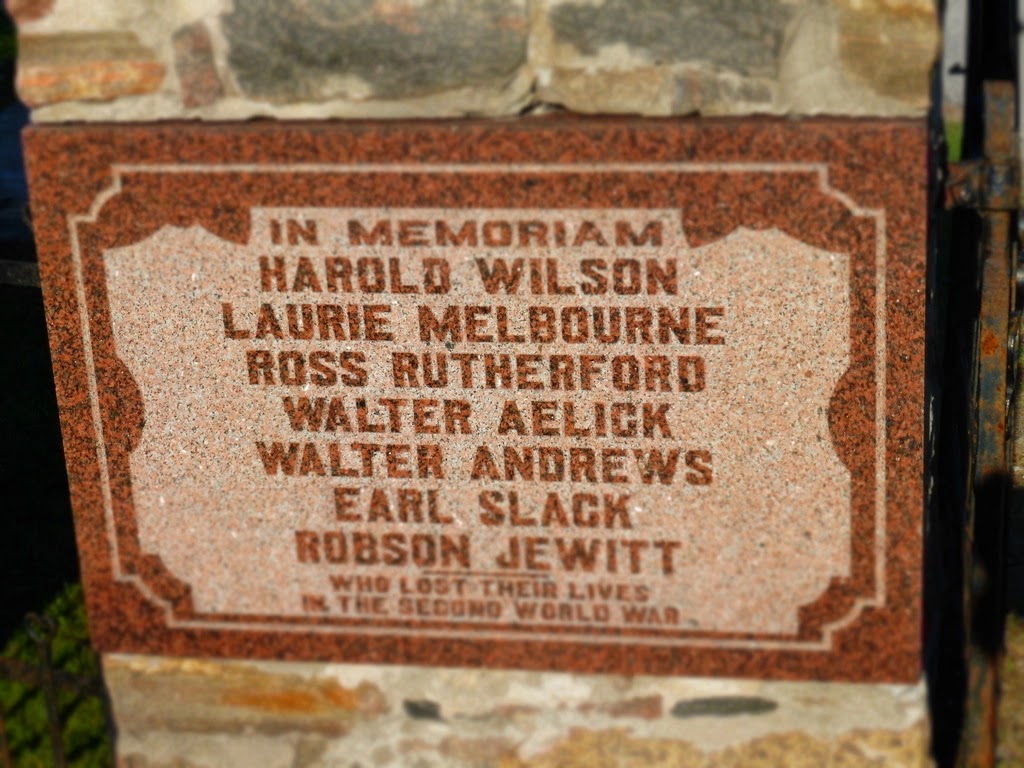 IN MEMORIAM
HAROLD WILSON
LAURIE MELBOURNE
ROSS RUTHERFORD
WALTER AELICK
WALTER ANDREWS
EARL SLACK
ROBSON JEWITT
WHO LOST THEIR LIVES
IN THE SECOND WORLD WAR